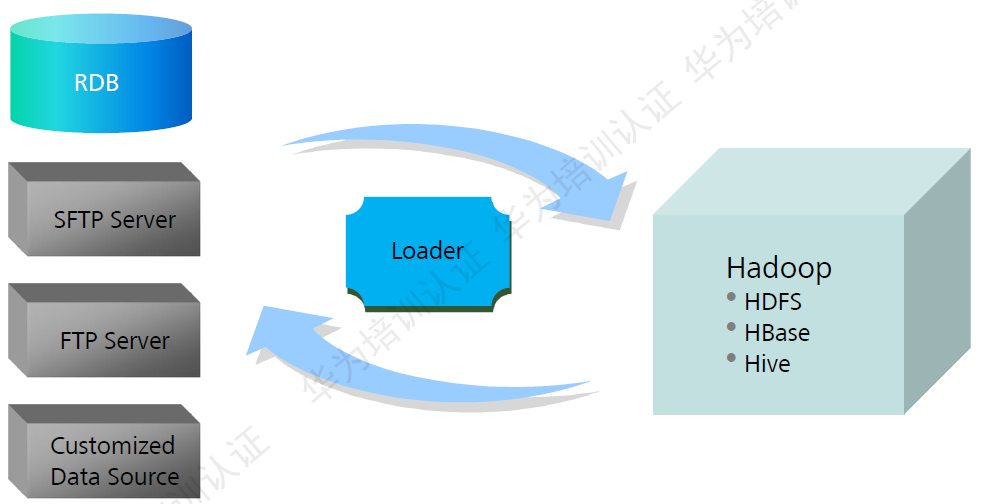 RDB
SFTP Server
FTP Server
Customized
Data Source
Loader
Hadoop
• HDFS
• HBase
• Hive
华为培训认证 华为培训认证 华为培训认证 华为培训认证